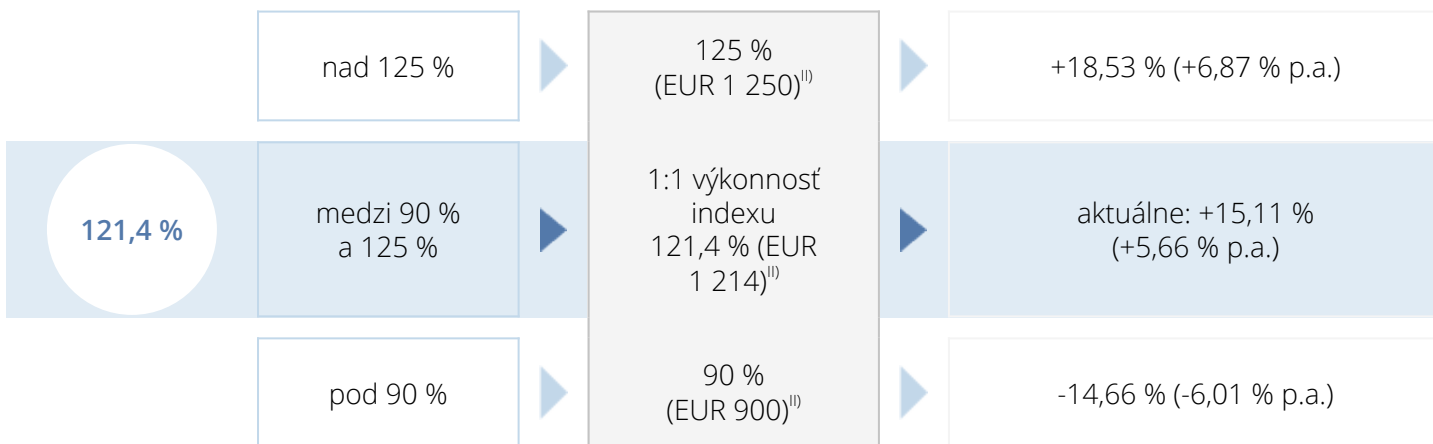 nad 125 %
125 %
(EUR 1 250)II)
+18,53 % (+6,87 % p.a.)
121,4 %
medzi 90 %
a 125 %
1:1 výkonnosť
indexu
121,4 % (EUR
1 214)II)
aktuálne: +15,11 %
(+5,66 % p.a.)
pod 90 %
90 %
(EUR 900)II)
-14,66 % (-6,01 % p.a.)